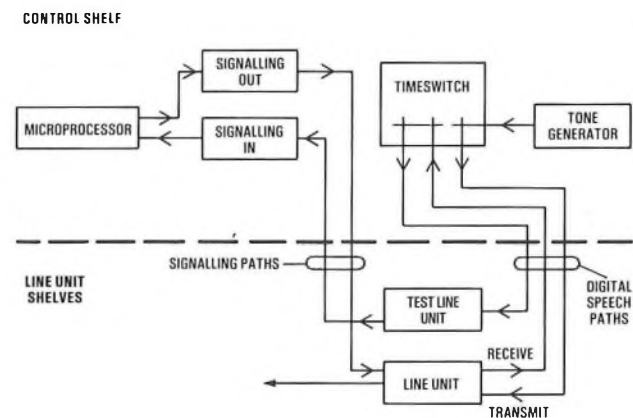 CONTROL SHELF
SIGNALLING
OUT
TIMESWITCH
MICROPROCESSOR
SIGNALLING
IN
TONE
GENERATOR
SIGNALLING PATHS
LINE UNIT
SHELVES
DIGITAL
SPEECH
PATHS
TEST LINE
UNIT
RECEIVE
LINE UNIT
TRANSMIT